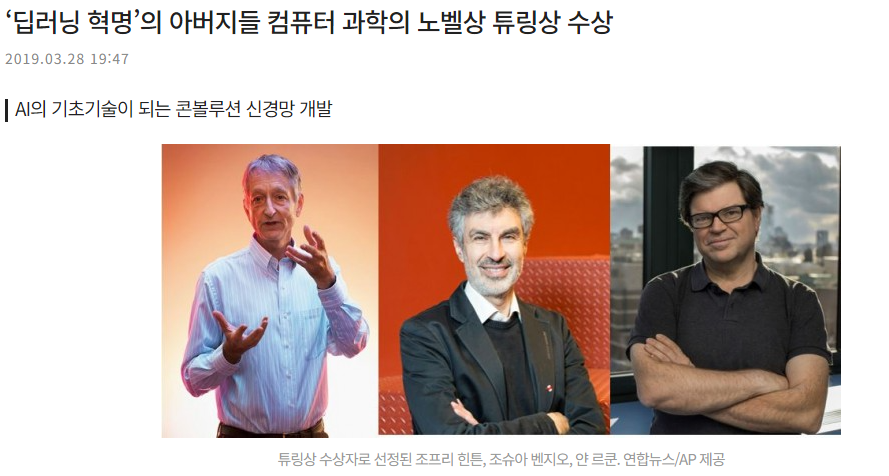 ‘딥러닝 혁명’의 아버지들 컴퓨터 과학의 노벨상 튜링상 수상
2019.03.28 19:47
AI의 기초기술이 되는 콘볼루션 신경망 개발
튜링상 수상자로 선정된 조프리 힌튼, 조슈아 벤지오, 얀 르쿤. 연합뉴스/AP 제공